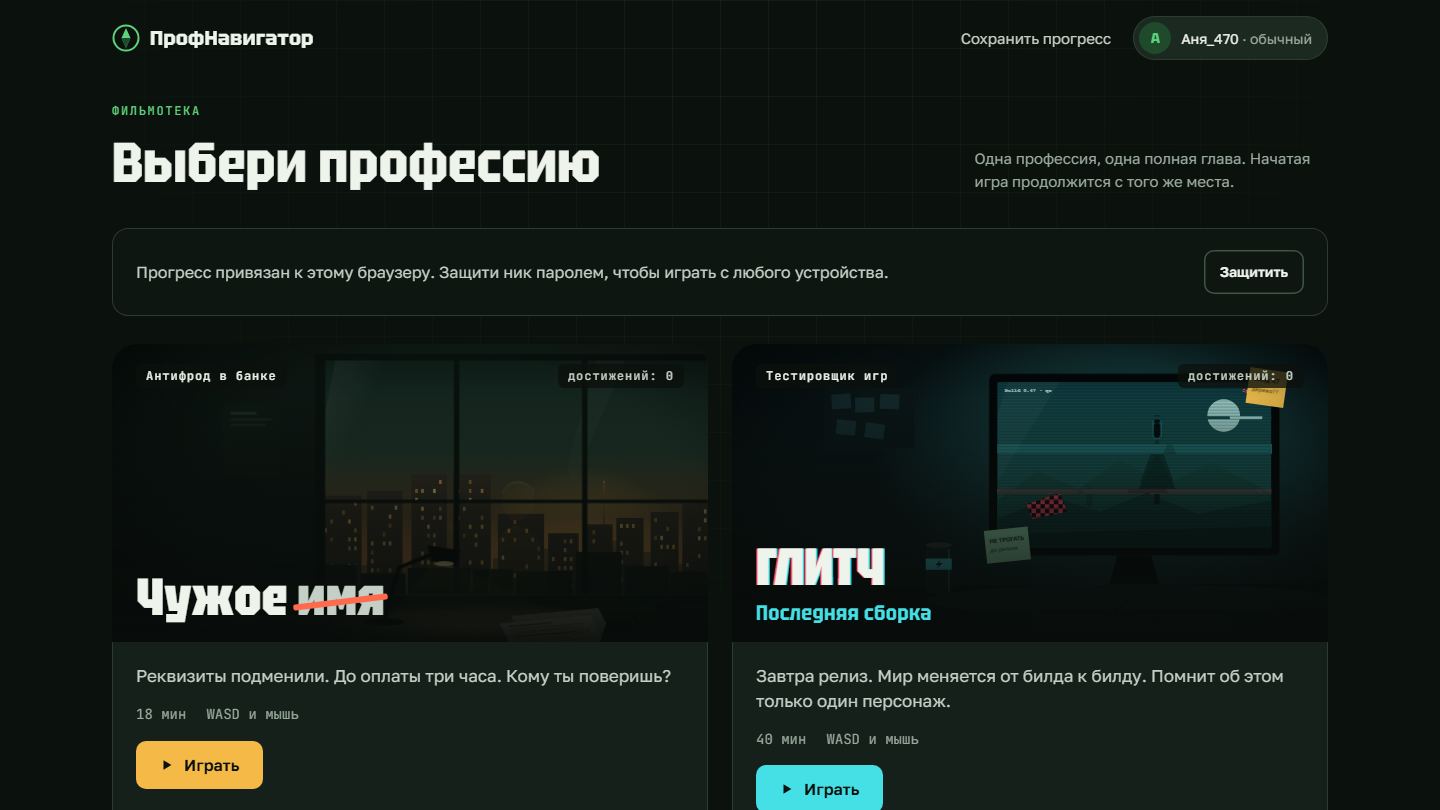 ПрофНавигатор
Сохранить прогресс
А
Аня_470 · обычный
ФИЛЬМОТЕКА
Выбери профессию
Одна профессия, одна полная глава. Начатая
игра продолжится с того же места.
Прогресс привязан к этому браузеру. Защити ник паролем, чтобы играть с любого устройства.
Защитить
Антифрод в банке
достижений: 0
Чужое имя
Реквизиты подменили. До оплаты три часа. Кому ты поверишь?
18 мин WASD и мышь
Играть
Тестировщик игр
достижений: 0
НЕ ТРОГАТЬ
до релиза
ГЛИТЧ
Последняя сборка
Завтра релиз. Мир меняется от билда к билду. Помнит об этом
только один персонаж.
40 мин WASD и мышь
Играть